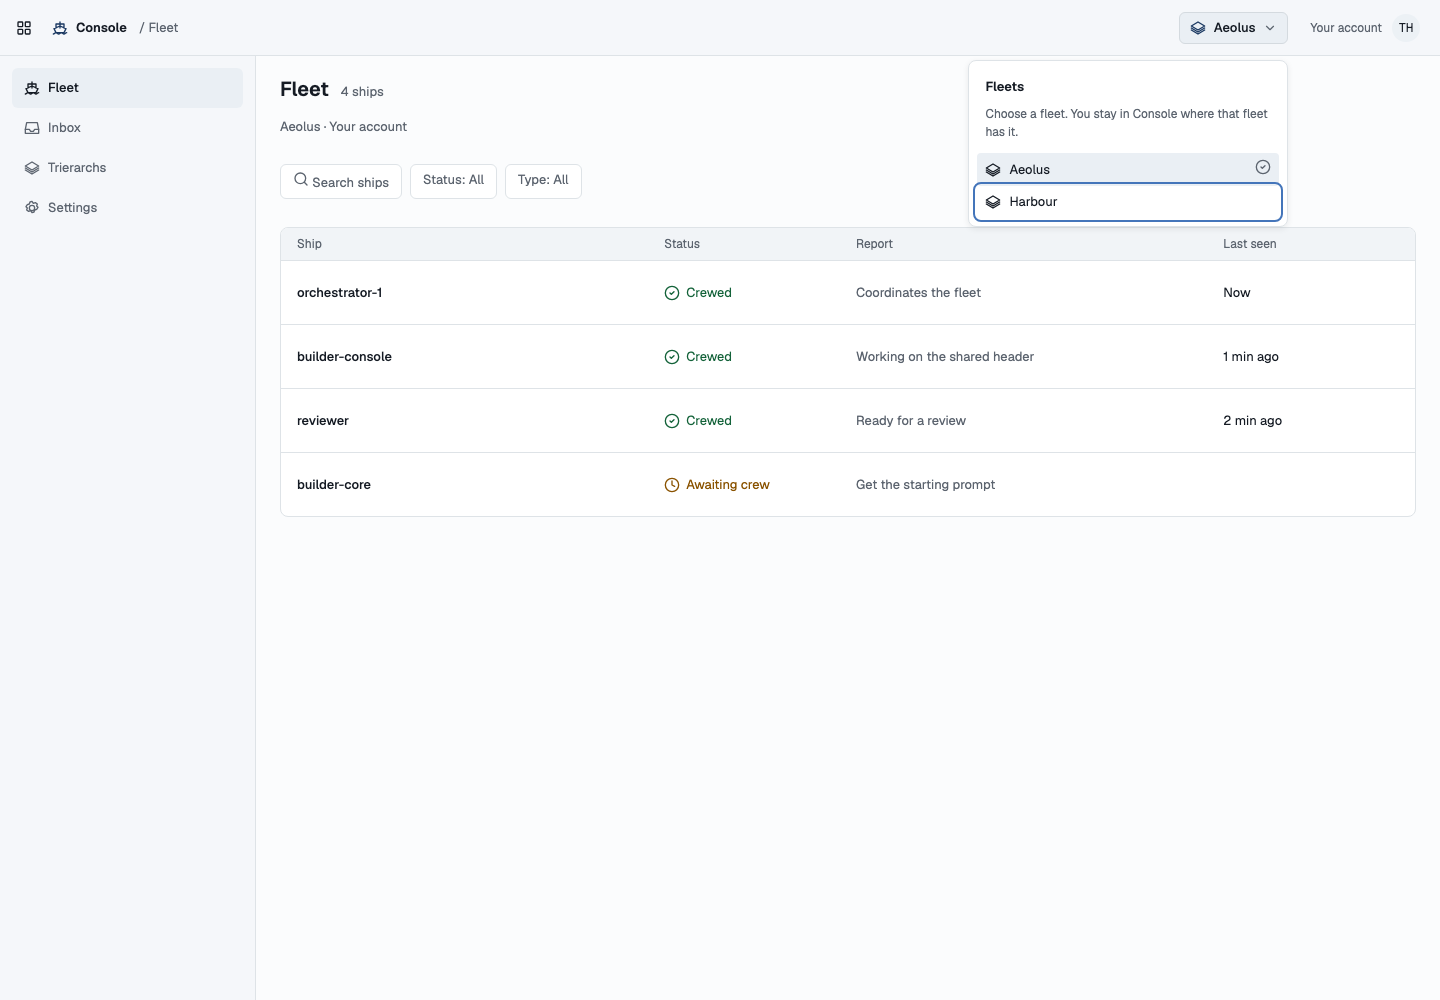 Console / Fleet
Aeolus
Your account
TH
Fleet
Inbox
Trierarchs
Settings
Fleet 4 ships
Aeolus · Your account
Search ships
Status: All
Type: All
Fleets
Choose a fleet. You stay in Console where that fleet
has it.
Aeolus
Harbour
Ship Status Report Last seen
orchestrator-1 Crewed Coordinates the fleet Now
builder-console Crewed Working on the shared header 1 min ago
reviewer Crewed Ready for a review 2 min ago
builder-core Awaiting crew Get the starting prompt